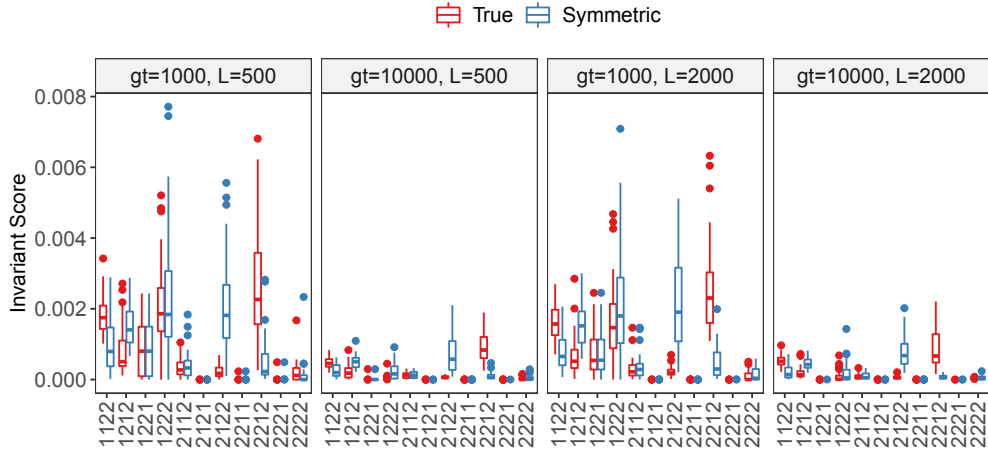 True Symmetric
gt=1000, L=500 gt=10000, L=500 gt=1000, L=2000 gt=10000, L=2000
Invariant Score
0.008
0.006
0.004
0.002
0.000
1122 1212 1221 1222 2112 2121 2122 2211 2212 2221 2222
1122 1212 1221 1222 2112 2121 2122 2211 2212 2221 2222
1122 1212 1221 1222 2112 2121 2122 2211 2212 2221 2222
1122 1212 1221 1222 2112 2121 2122 2211 2212 2221 2222